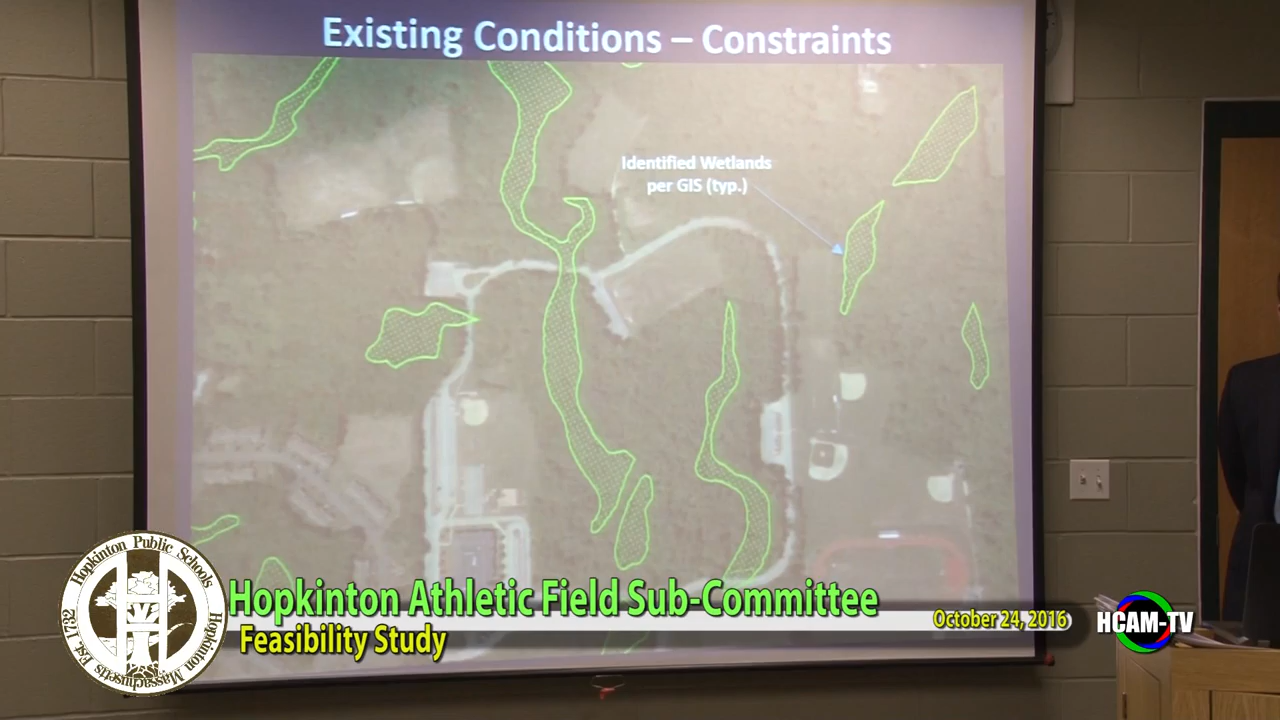 Existing Conditions – Constraints
Identified Wetlands
per GIS (typ.)
Hopkinton Public Schools
Hopkinton Massachusetts
Est. 1732
H
Hopkinton Athletic Field Sub-Committee
Feasibility Study
October 24, 2016
HCAM-TV